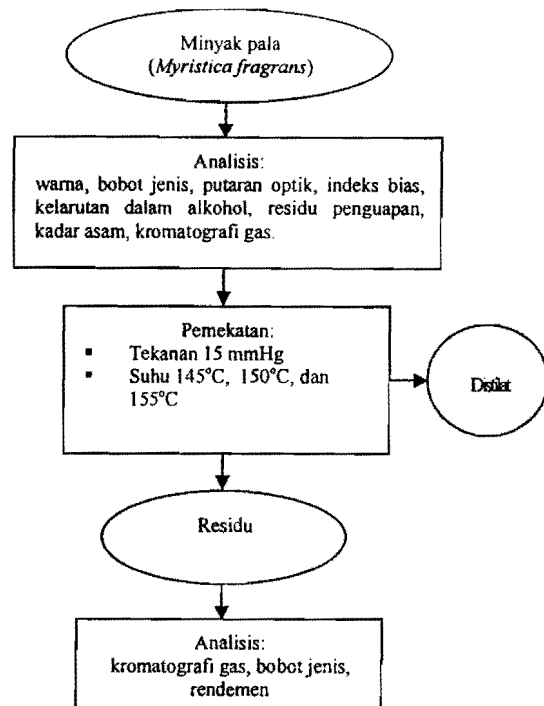 Minyak pala
(Myristica fragrans)
Analisis:
warna, bobot jenis, putaran optik, indeks bias,
kelarutan dalam alkohol, residu penguapan,
kadar asam, kromatografi gas.
Pemekatan:
▪ Tekanan 15 mmHg
▪ Suhu 145°C, 150°C, dan
155°C
Distilat
Residu
Analisis:
kromatografi gas, bobot jenis,
rendemen